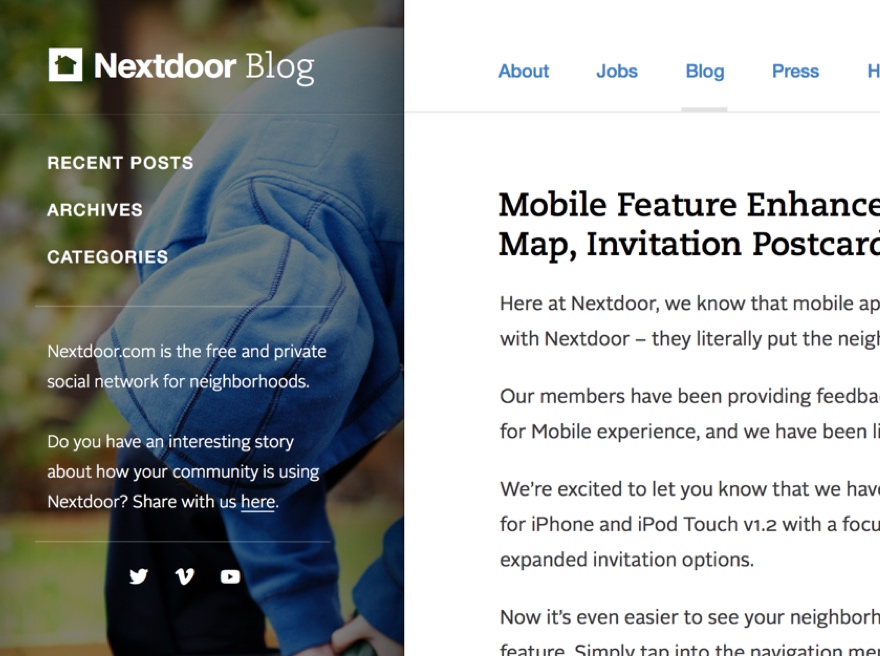 Nextdoor Blog
RECENT POSTS
ARCHIVES
CATEGORIES
Nextdoor.com is the free and private
social network for neighborhoods.
Do you have an interesting story
about how your community is using
Nextdoor? Share with us here.
About Jobs Blog Press H
Mobile Feature Enhance
Map, Invitation Postcard
Here at Nextdoor, we know that mobile ap
with Nextdoor – they literally put the neigh
Our members have been providing feedba
for Mobile experience, and we have been li
We’re excited to let you know that we have
for iPhone and iPod Touch v1.2 with a focu
expanded invitation options.
Now it’s even easier to see your neighborh
feature. Simply tap into the navigation men